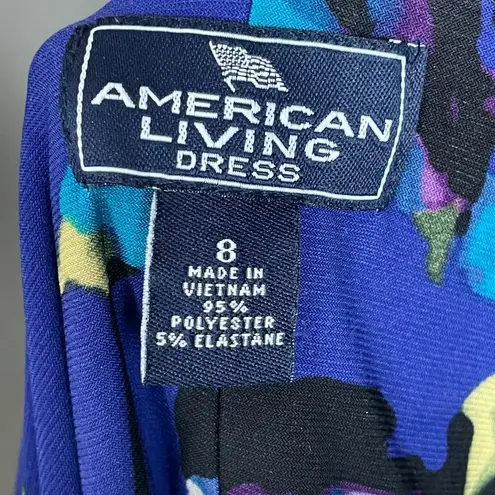 AMERICAN
LIVING
DRESS
8
MADE IN
VIETNAM
95%
POLYESTER
5% ELASTANE